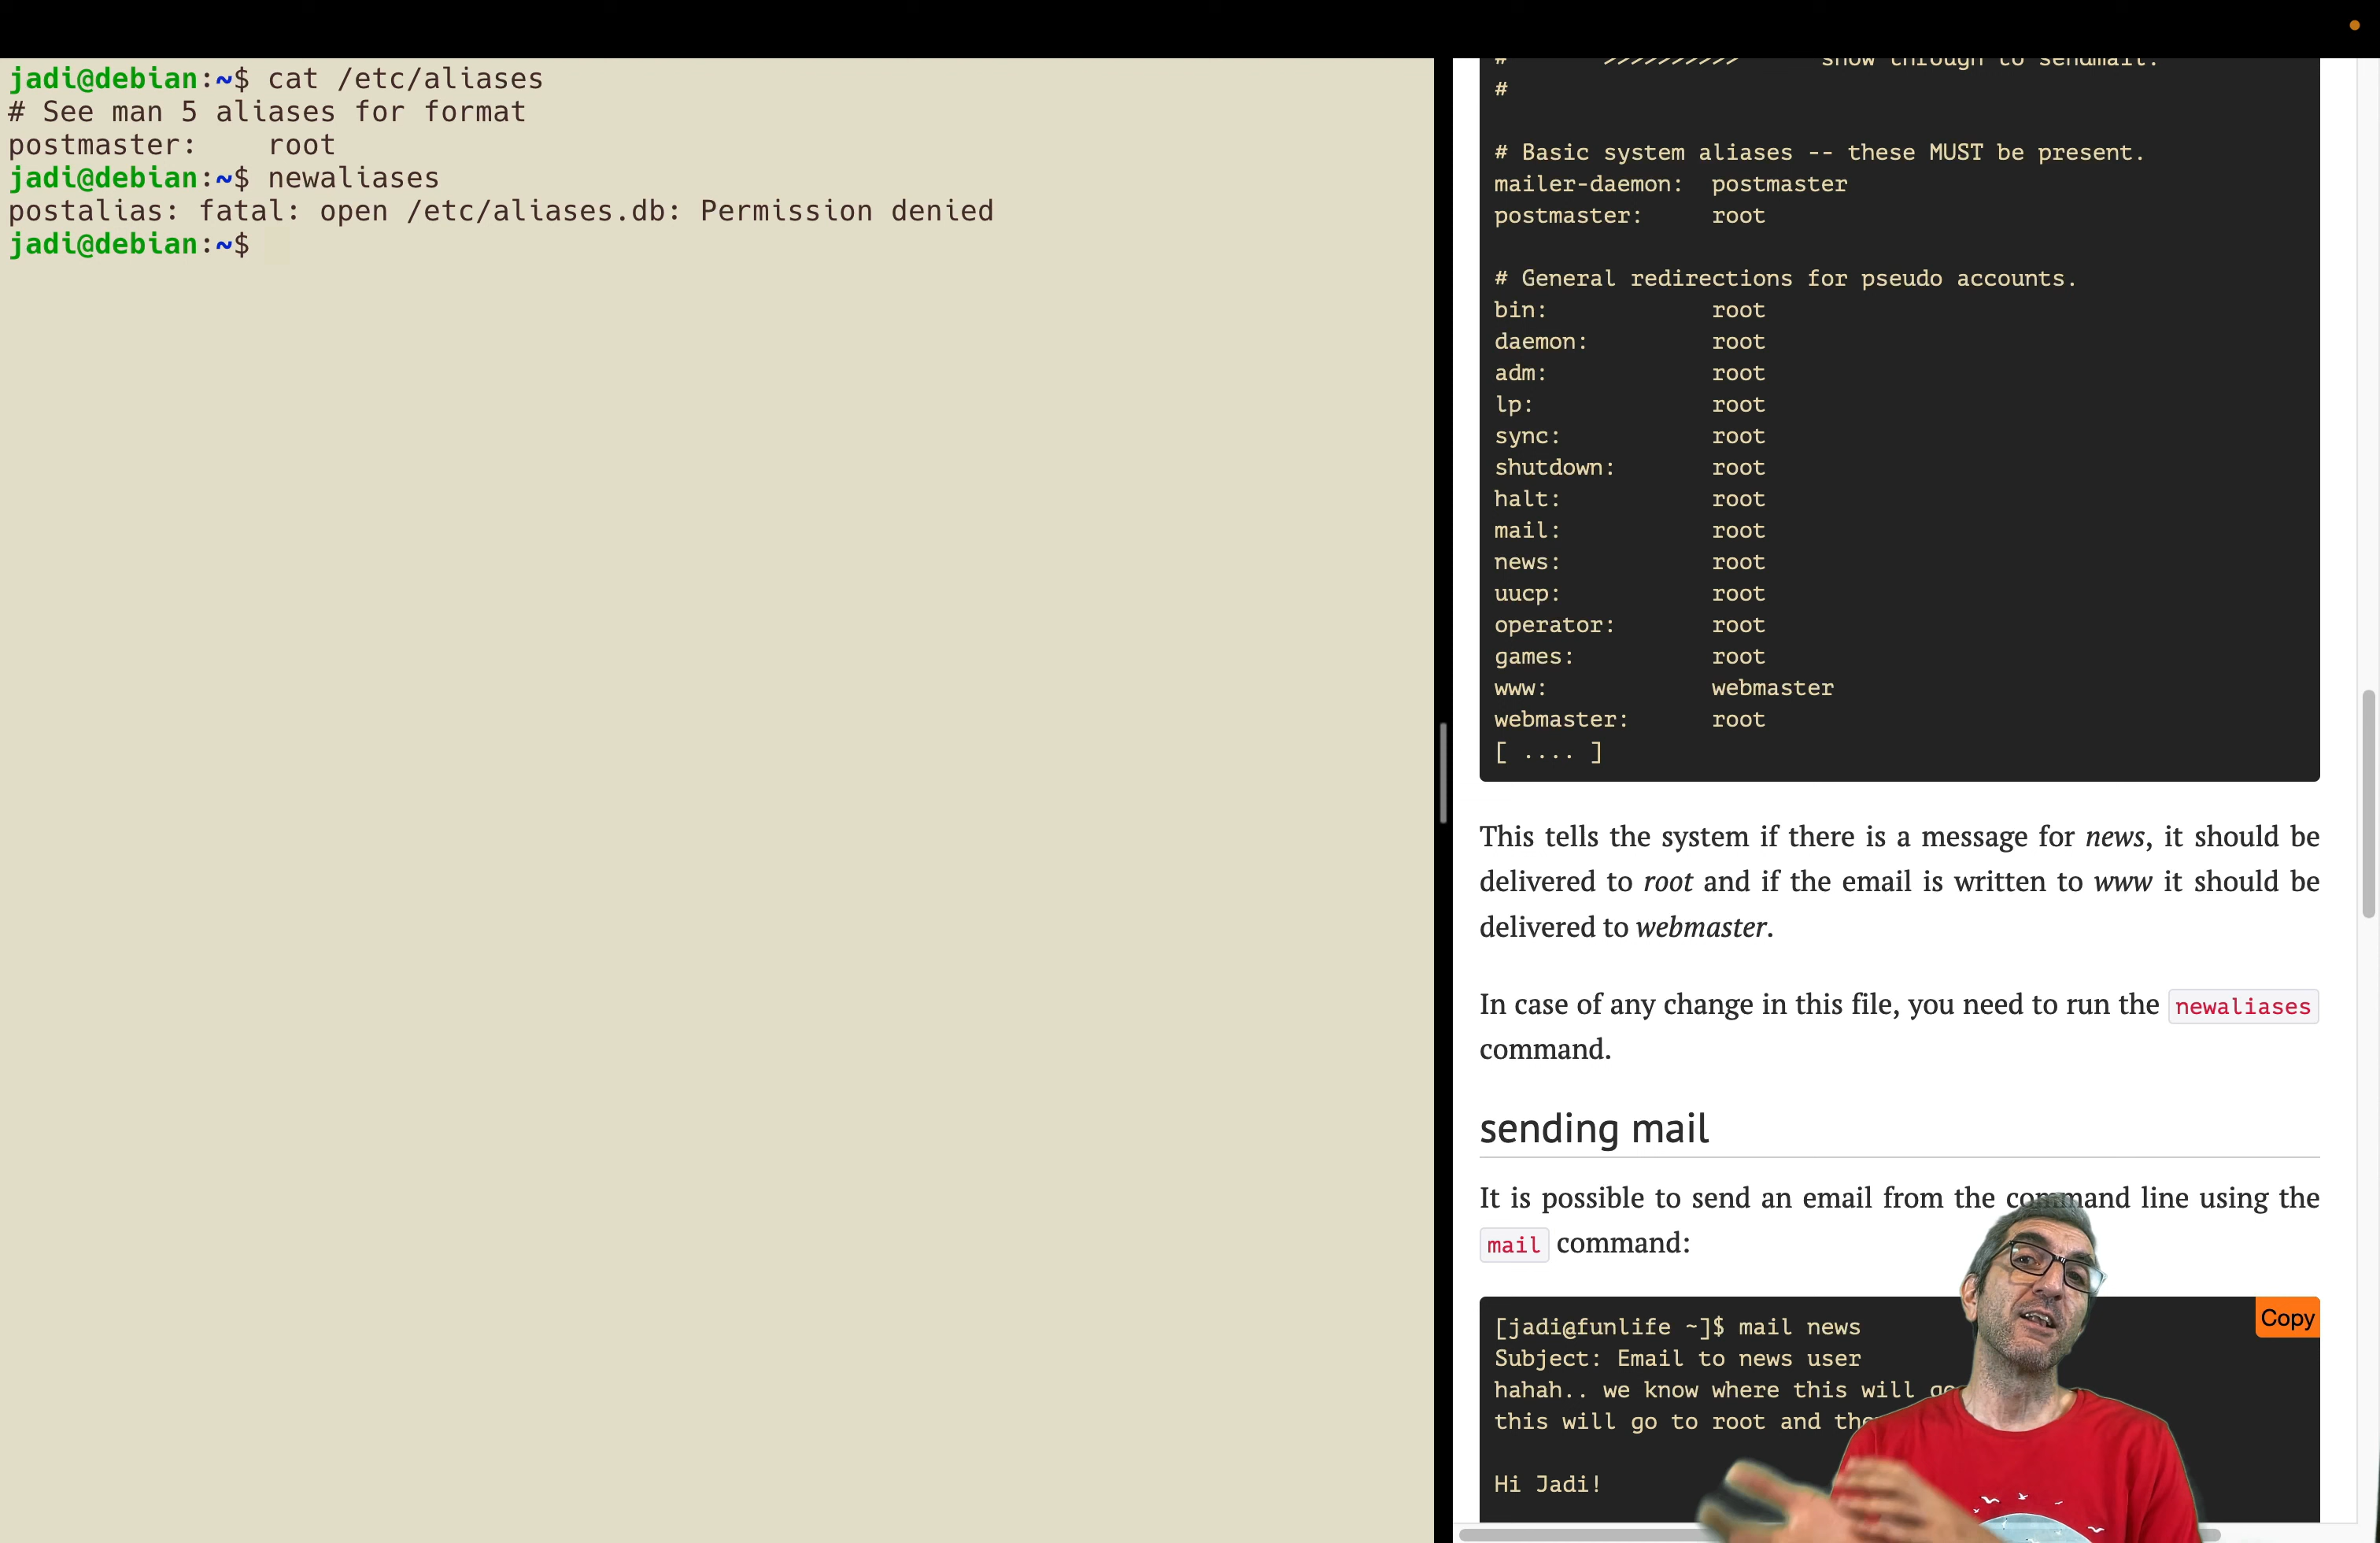 jadi@debian:~$ cat /etc/aliases
# See man 5 aliases for format
postmaster:    root
jadi@debian:~$ newaliases
postalias: fatal: open /etc/aliases.db: Permission denied
jadi@debian:~$
#       >>>>>>>>>>      show through to sendmail.
#
# Basic system aliases -- these MUST be present.
mailer-daemon:  postmaster
postmaster:     root
# General redirections for pseudo accounts.
bin:            root
daemon:         root
adm:            root
lp:             root
sync:           root
shutdown:       root
halt:           root
mail:           root
news:           root
uucp:           root
operator:       root
games:          root
www:            webmaster
webmaster:      root
[ .... ]
This tells the system if there is a message for news, it should be
delivered to root and if the email is written to www it should be
delivered to webmaster.
In case of any change in this file, you need to run the newaliases
command.
sending mail
It is possible to send an email from the command line using the
mail command:
Copy
[jadi@funlife ~]$ mail news
Subject: Email to news user
hahah.. we know where this will go
this will go to root and
Hi Jadi!